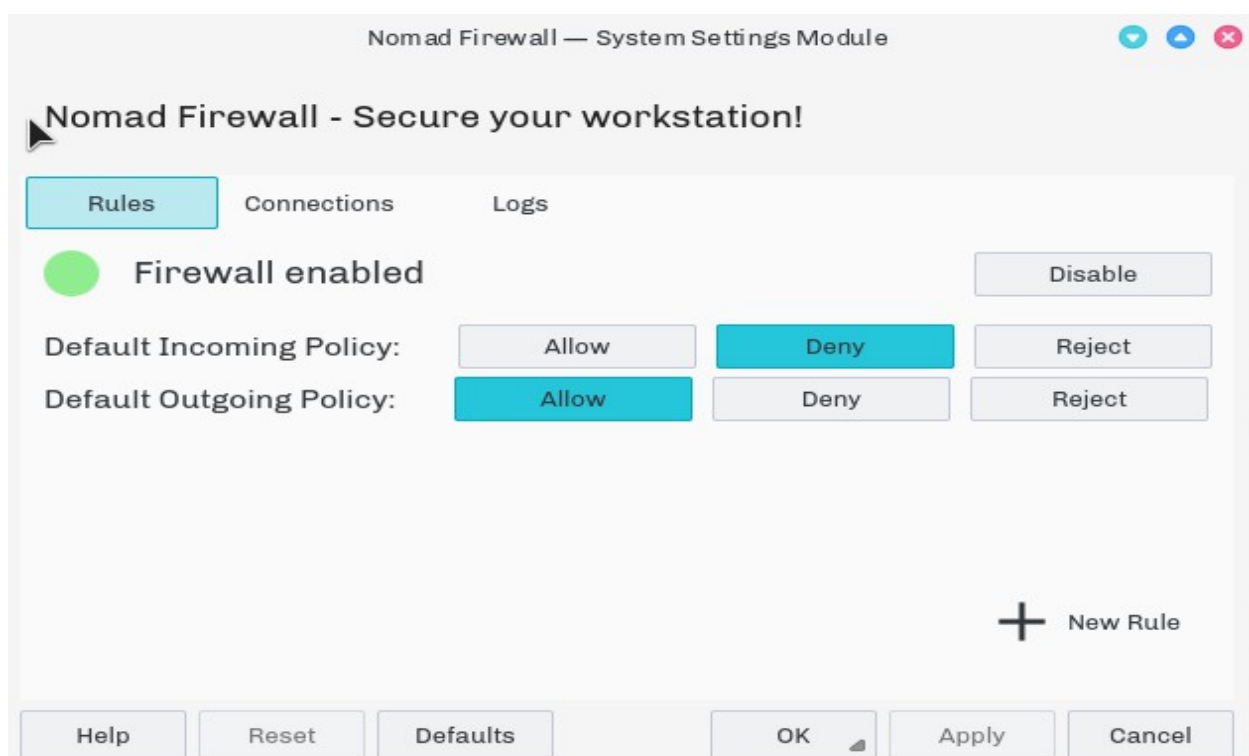 Nomad Firewall — System Settings Module
Nomad Firewall - Secure your workstation!
Rules Connections Logs
Firewall enabled Disable
Default Incoming Policy: Allow Deny Reject
Default Outgoing Policy: Allow Deny Reject
New Rule
Help Reset Defaults OK Apply Cancel